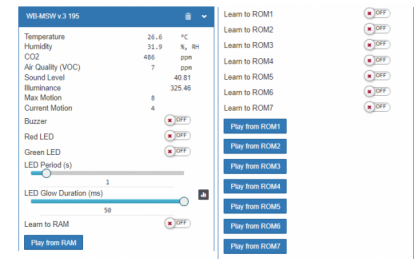 WB-MSW v.3 195
Temperature 26.6 °C
Humidity 31.9 %, RH
CO2 486 ppm
Air Quality (VOC) 7 ppm
Sound Level 40.81
Illuminance 325.46
Max Motion 8
Current Motion 4
Buzzer OFF
Red LED OFF
Green LED OFF
LED Period (s)
1
LED Glow Duration (ms)
50
Learn to RAM OFF
Play from RAM
Learn to ROM1 OFF
Learn to ROM2 OFF
Learn to ROM3 OFF
Learn to ROM4 OFF
Learn to ROM5 OFF
Learn to ROM6 OFF
Learn to ROM7 OFF
Play from ROM1
Play from ROM2
Play from ROM3
Play from ROM4
Play from ROM5
Play from ROM6
Play from ROM7